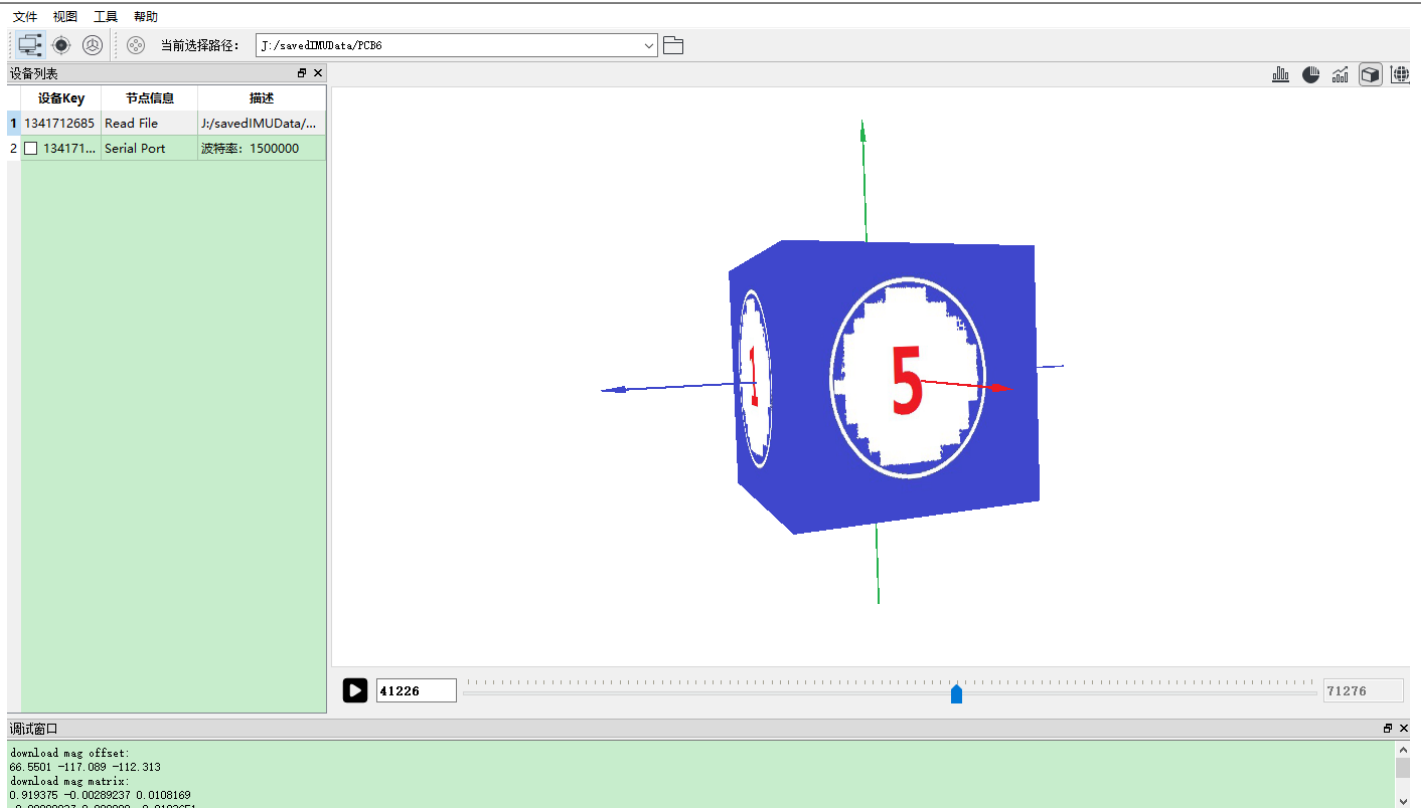 文件 视图 工具 帮助
当前选择路径： J:/savedIMUData/PCB6
设备列表
设备Key 节点信息 描述
1 1341712685 Read File J:/savedIMUData/...
2 134171... Serial Port 波特率：1500000
1
5
41226
71276
调试窗口
download mag offset:
66.5501 -117.089 -112.313
download mag matrix:
0.919375 -0.00289237 0.0108169